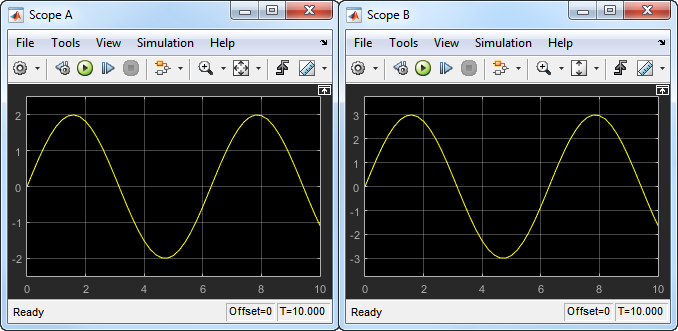 Scope A
File Tools View Simulation Help
2
1
0
-1
-2
0 2 4 6 8 10
Ready Offset=0 T=10.000
Scope B
File Tools View Simulation Help
3
2
1
0
-1
-2
-3
0 2 4 6 8 10
Ready Offset=0 T=10.000